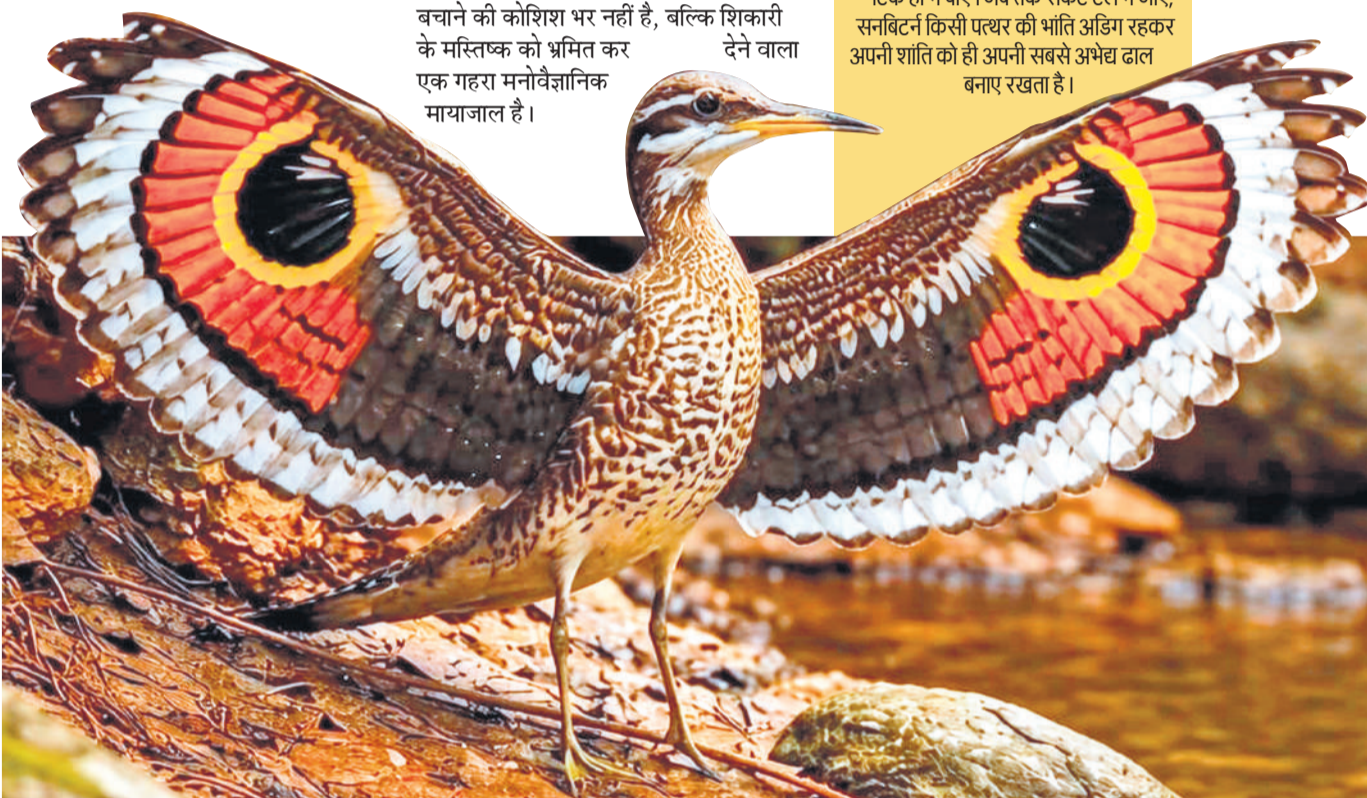 बचाने की कोशिश भर नहीं है, बल्कि शिकारी
के मस्तिष्क को भ्रमित कर देने वाला
एक गहरा मनोवैज्ञानिक
मायाजाल है।
सनबिटर्न किसी पत्थर की भांति अडिग रहकर
अपनी शांति को ही अपनी सबसे अभेद्य ढाल
बनाए रखता है।